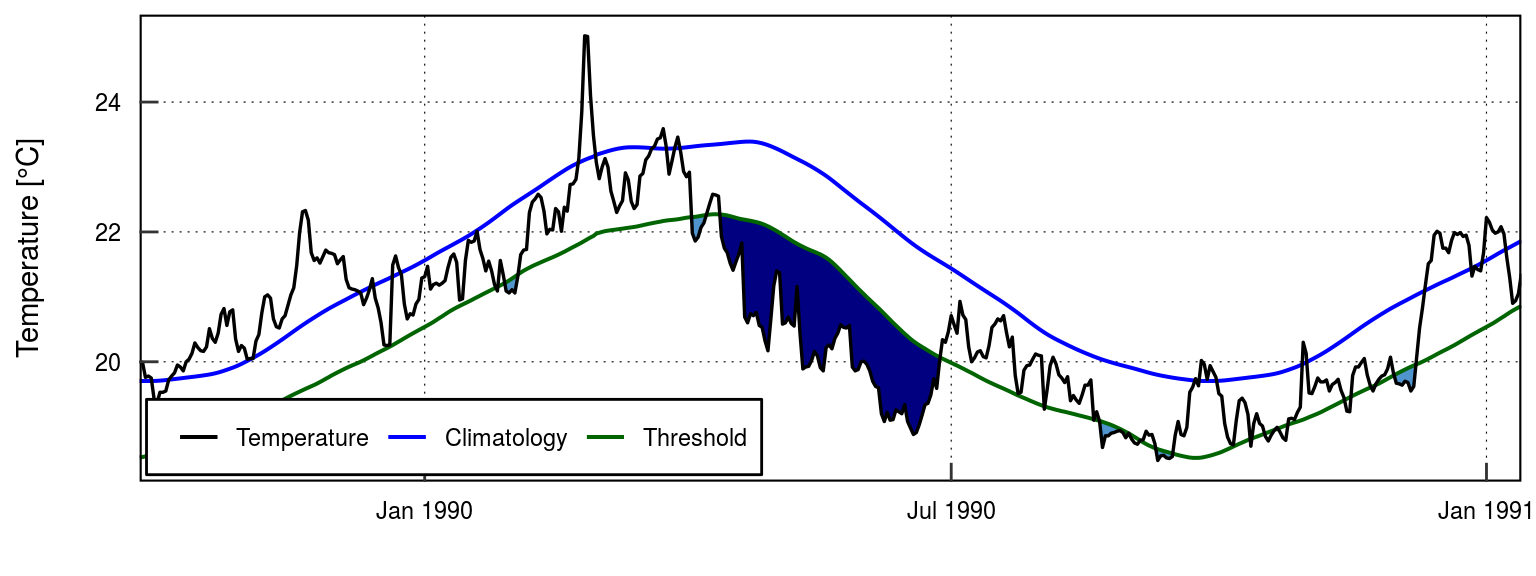 Temperature [°C]
24
22
20
Temperature Climatology Threshold
Jan 1990 Jul 1990 Jan 1991